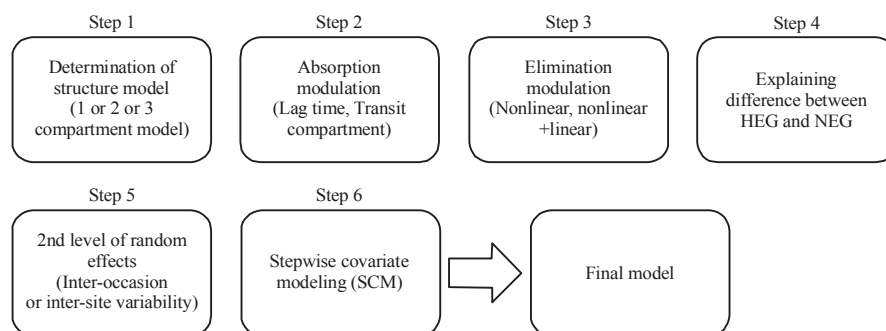 Step 1
Determination of
structure model
(1 or 2 or 3
compartment model)
Step 2
Absorption
modulation
(Lag time, Transit
compartment)
Step 3
Elimination
modulation
(Nonlinear, nonlinear
+linear)
Step 4
Explaining
difference between
HEG and NEG
Step 5
2nd level of random
effects
(Inter-occasion
or inter-site variability)
Step 6
Stepwise covariate
modeling (SCM)
Final model